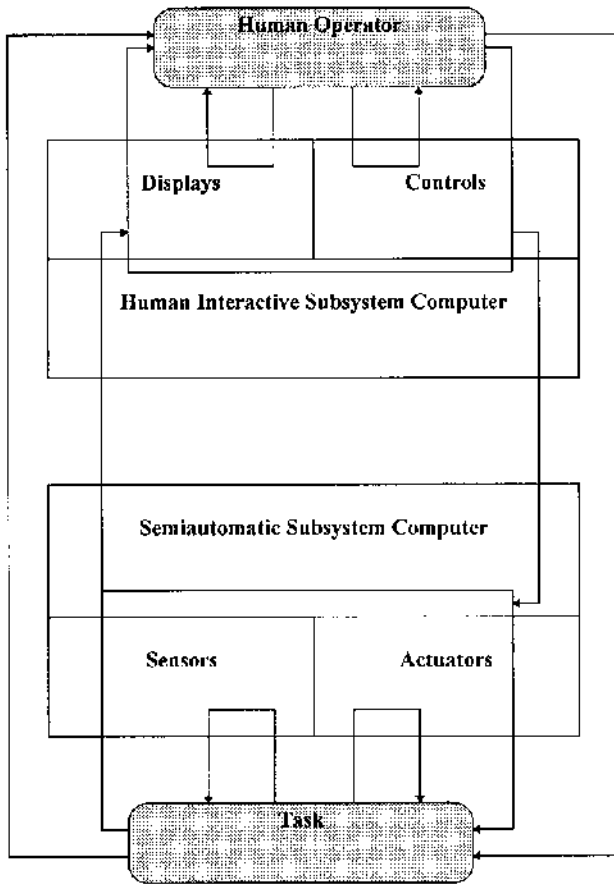 Human Operator
Displays
Controls
Human Interactive Subsystem Computer
Semiautomatic Subsystem Computer
Sensors
Actuators
Task